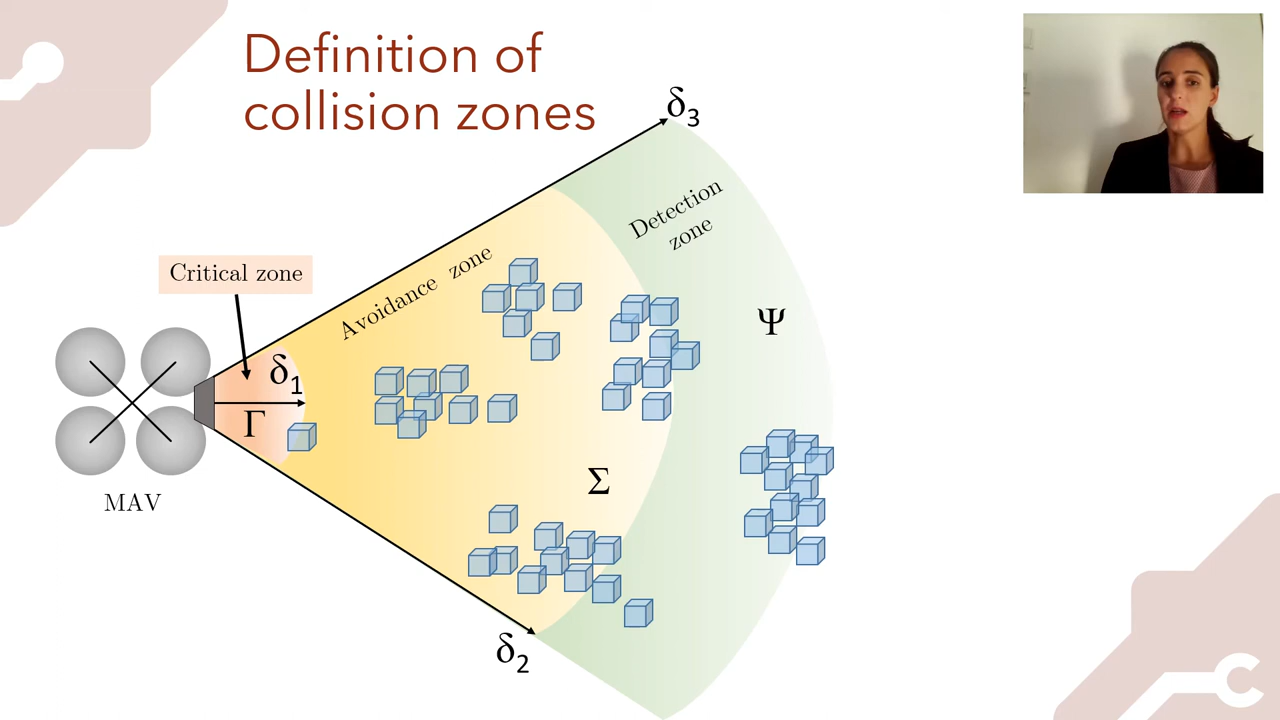 Definition of
collision zones
δ3
Detection
zone
Avoidance zone
Critical zone
Ψ
δ1
Γ
Σ
MAV
δ2